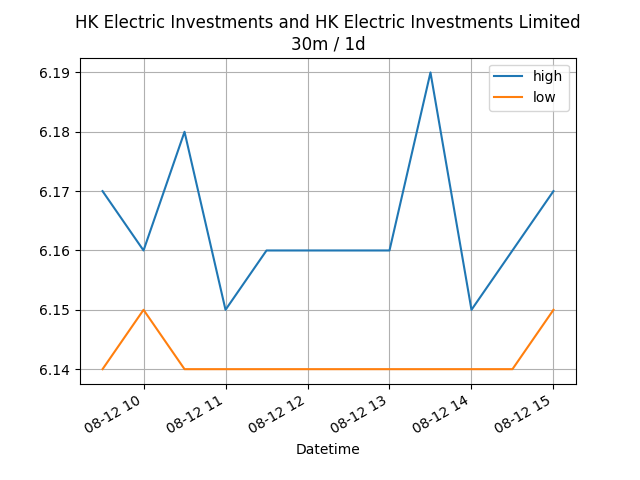 HK Electric Investments and HK Electric Investments Limited
30m / 1d
high
low
6.19
6.18
6.17
6.16
6.15
6.14
08-12 10
08-12 11
08-12 12
08-12 13
08-12 14
08-12 15
Datetime